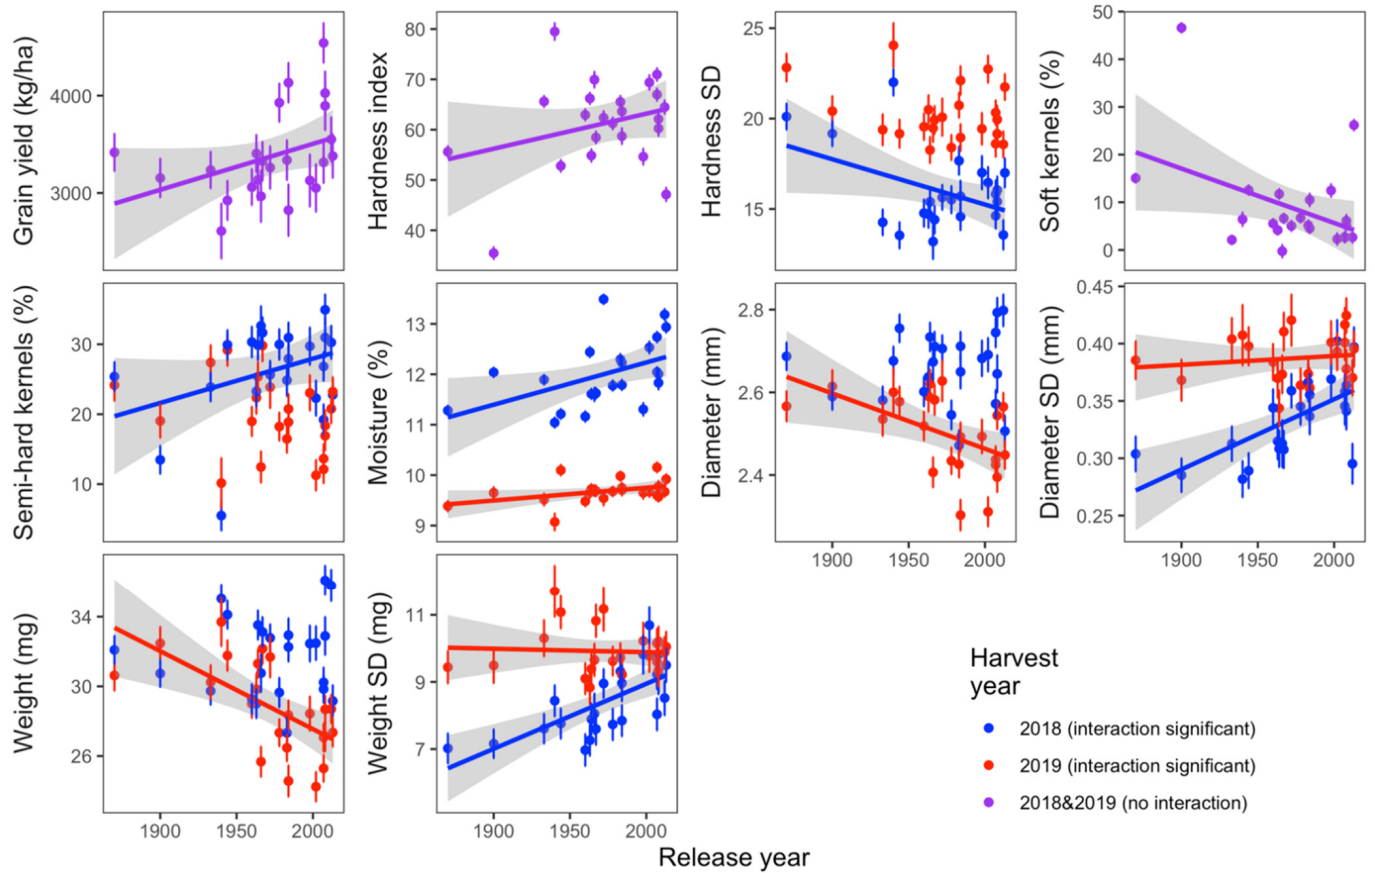 Grain yield (kg/ha)
4000
3000
Hardness index
80
70
60
50
40
Hardness SD
25
20
15
Soft kernels (%)
50
40
30
20
10
0
Semi-hard kernels (%)
30
20
10
Moisture (%)
13
12
11
10
9
Diameter (mm)
2.8
2.6
2.4
1900 1950 2000
Diameter SD (mm)
0.45
0.40
0.35
0.30
0.25
1900 1950 2000
Weight (mg)
34
30
26
1900 1950 2000
Weight SD (mg)
11
9
7
1900 1950 2000
Release year
Harvest
year
2018 (interaction significant)
2019 (interaction significant)
2018&2019 (no interaction)